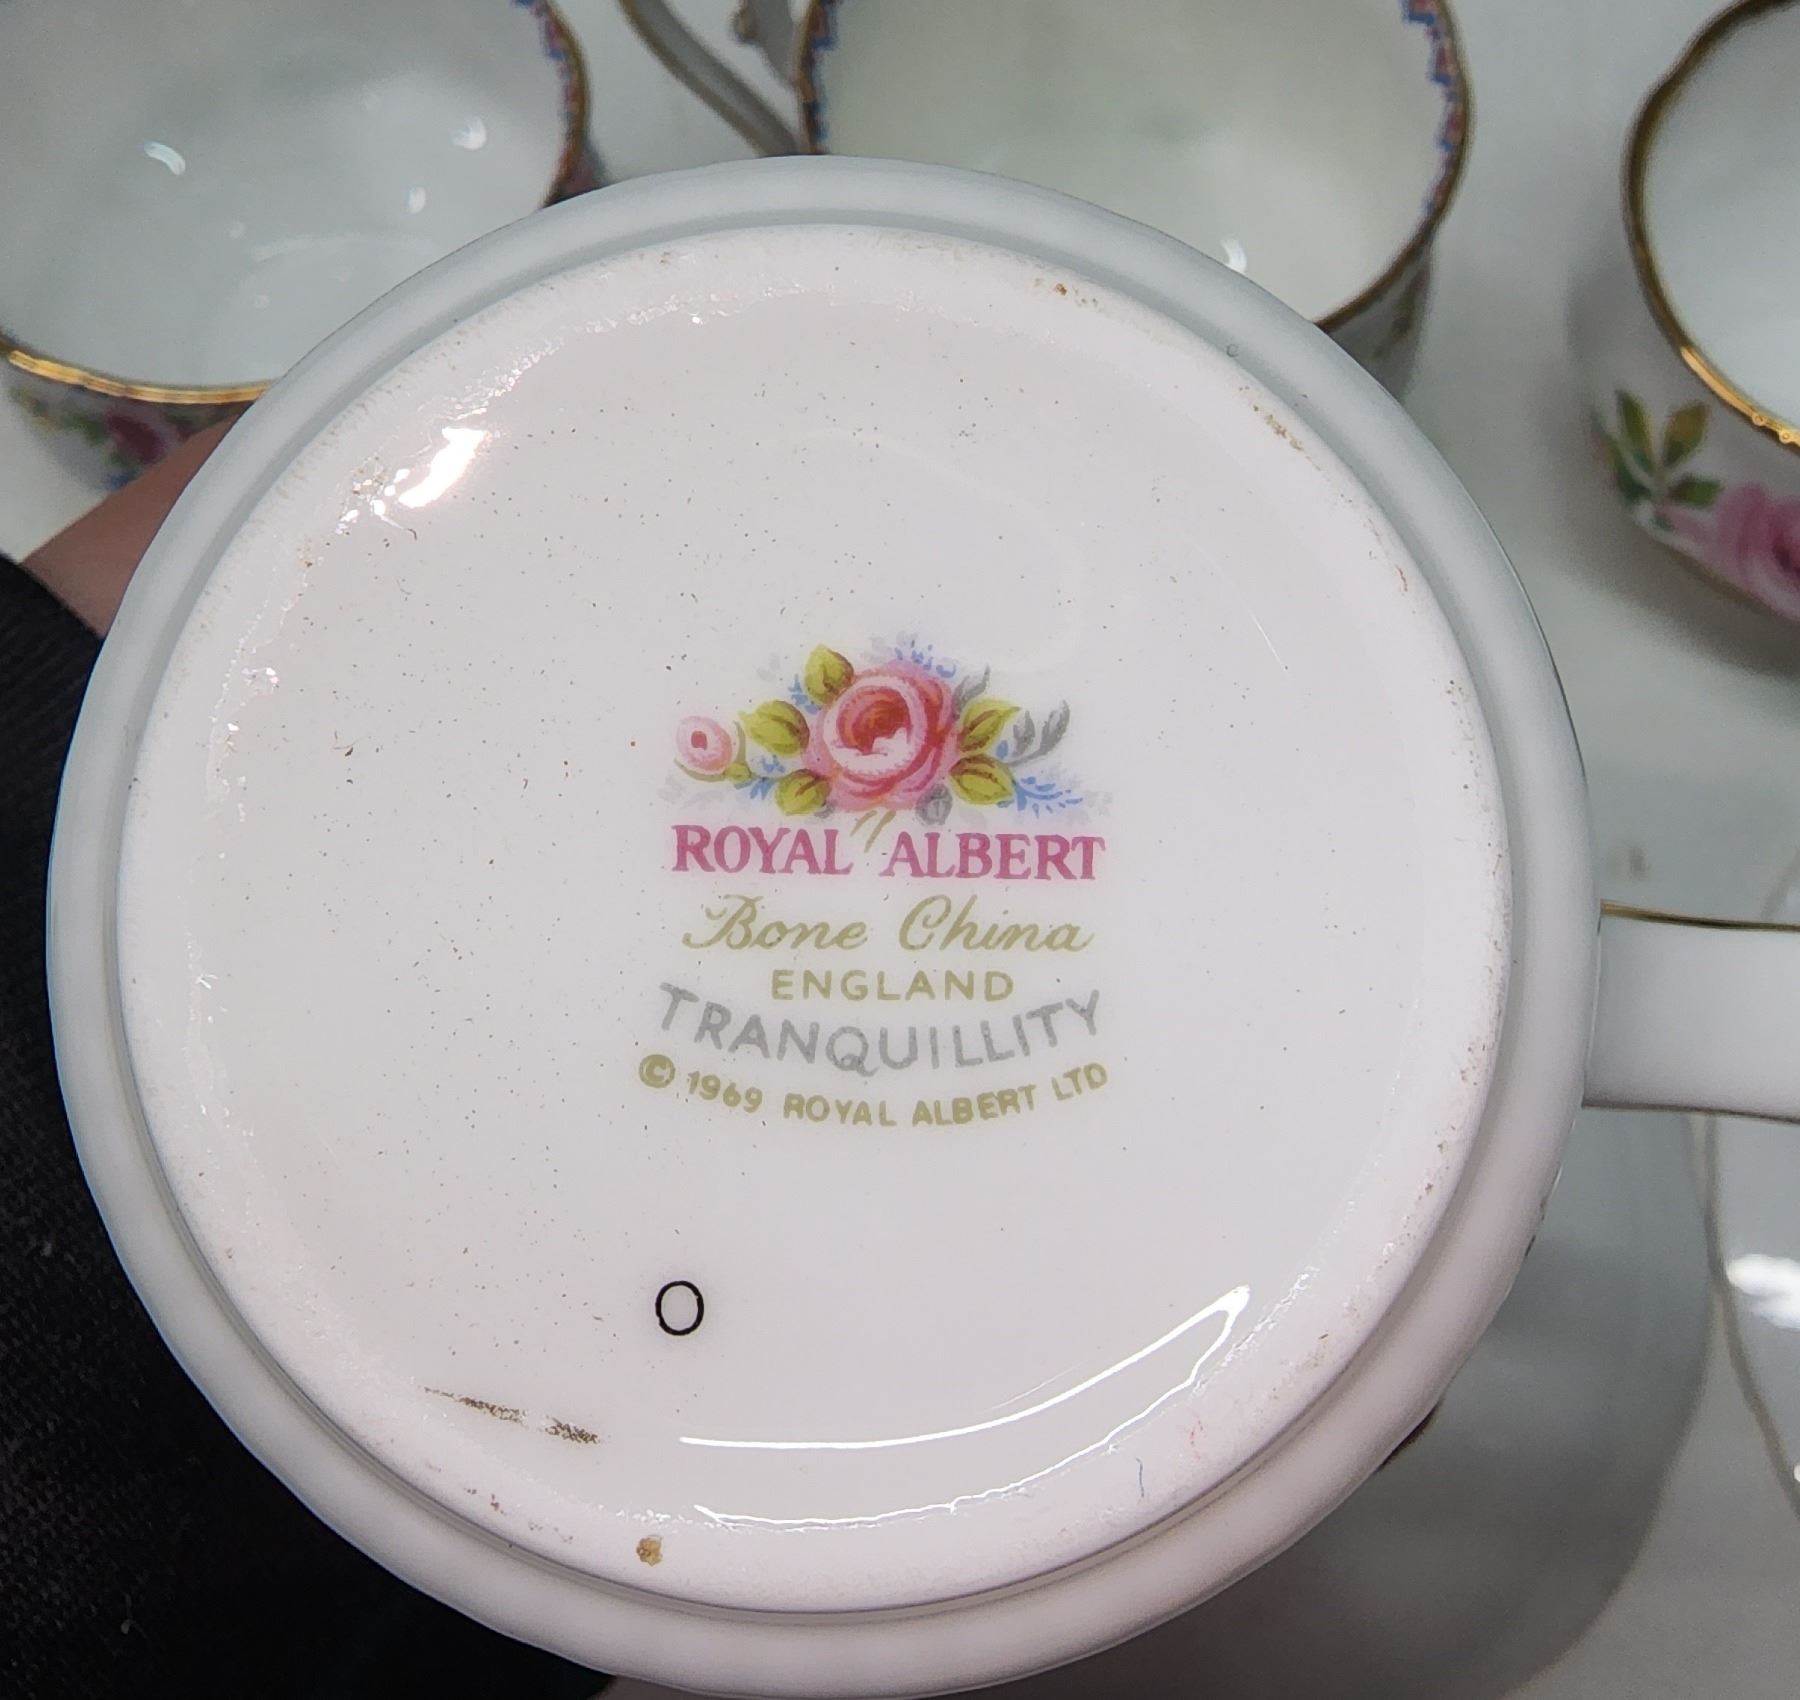 ROYAL ALBERT
Bone China
ENGLAND
TRANQUILLITY
© 1969 ROYAL ALBERT LTD
O